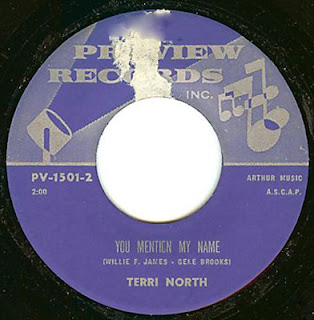 PREVIEW
RECORDS
INC.
PV-1501-2
2:00
ARTHUR MUSIC
A.S.C.A.P.
YOU MENTION MY NAME
(WILLIE F. JAMES - GENE BROOKS)
TERRI NORTH